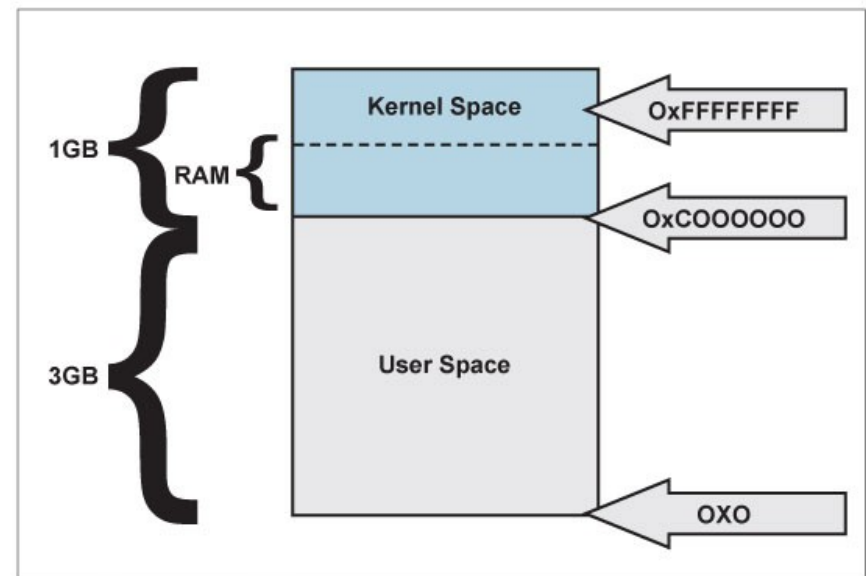 Kernel Space
OxFFFFFFFF
1GB
RAM
OxCOOOOOO
User Space
3GB
OXO